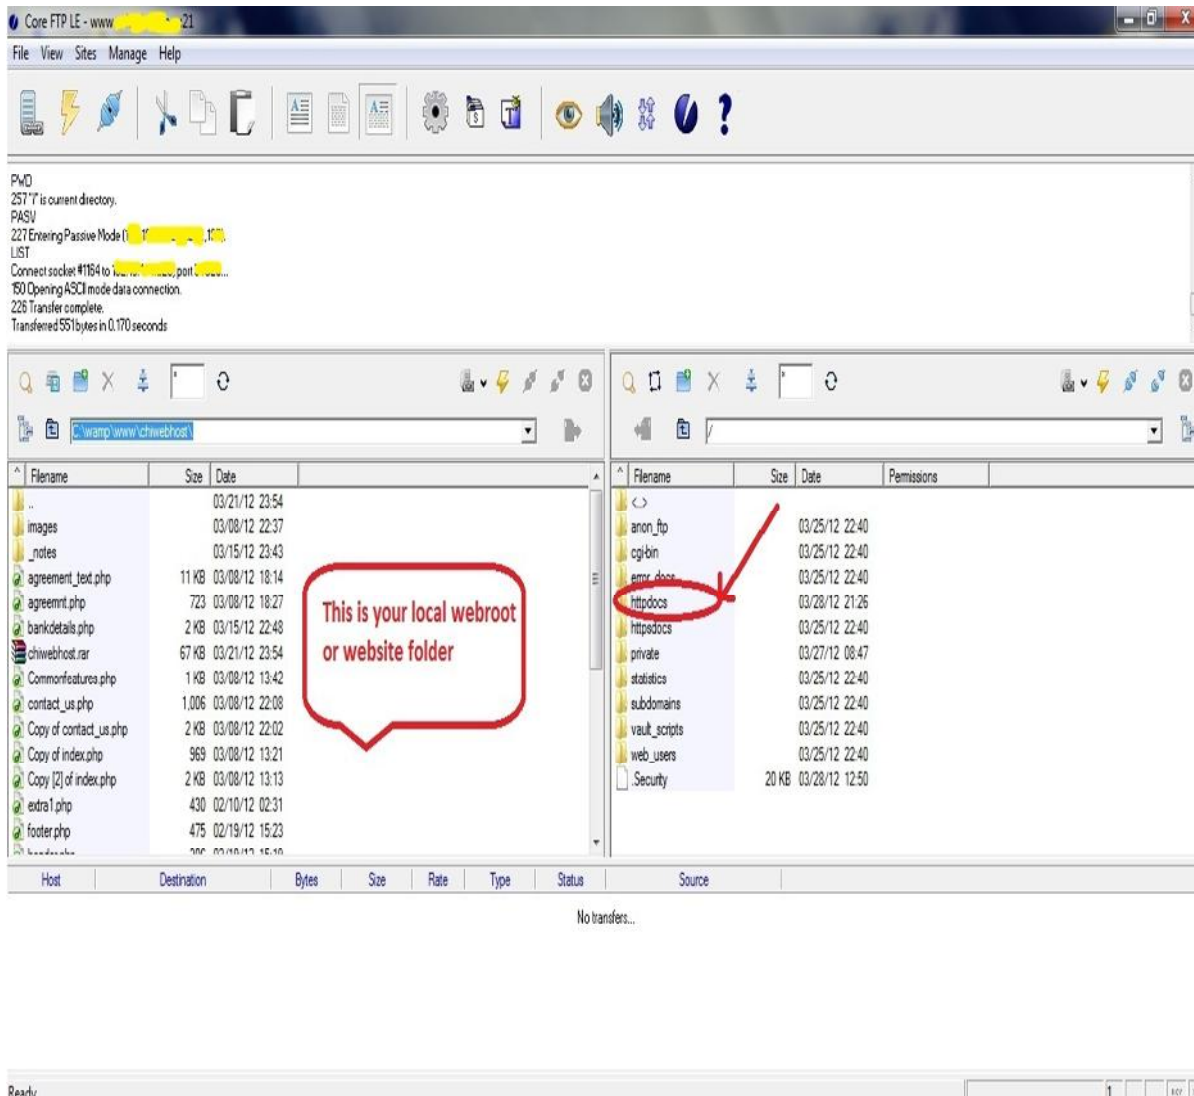 Core FTP LE - www. :21
File View Sites Manage Help
PWD
257 "/" is current directory.
PASV
227 Entering Passive Mode (
LIST
Connect socket #1164 to port
150 Opening ASCII mode data connection.
226 Transfer complete.
Transferred 551 bytes in 0.170 seconds
C:\wamp\www\chiwebhost\
/
^ Filename Size Date
.. 03/21/12 23:54
images 03/08/12 22:37
_notes 03/15/12 23:43
agreement_text.php 11 KB 03/08/12 18:14
agreemnt.php 723 03/08/12 18:27
bankdetails.php 2 KB 03/15/12 22:48
chiwebhost.rar 67 KB 03/21/12 23:54
Commonfeatures.php 1 KB 03/08/12 13:42
contact_us.php 1,006 03/08/12 22:08
Copy of contact_us.php 2 KB 03/08/12 22:02
Copy of index.php 969 03/08/12 13:21
Copy [2] of index.php 2 KB 03/08/12 13:13
extra1.php 430 02/10/12 02:31
footer.php 475 02/19/12 15:23
This is your local webroot
or website folder
^ Filename Size Date Permissions
<>
anon_ftp 03/25/12 22:40
cgi-bin 03/25/12 22:40
error_docs 03/25/12 22:40
httpdocs 03/28/12 21:26
httpsdocs 03/25/12 22:40
private 03/27/12 08:47
statistics 03/25/12 22:40
subdomains 03/25/12 22:40
vault_scripts 03/25/12 22:40
web_users 03/25/12 22:40
.Security 20 KB 03/28/12 12:50
Host Destination Bytes Size Rate Type Status Source
No transfers...
Ready
1